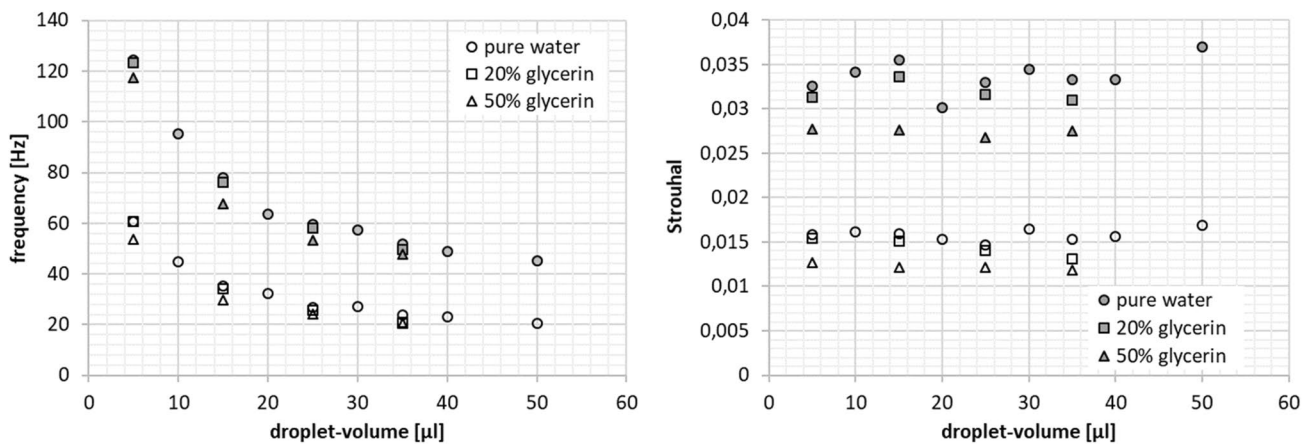 140
120
100
80
60
40
20
0
frequency [Hz]
pure water
20% glycerin
50% glycerin
0 10 20 30 40 50 60
droplet-volume [µl]
0,04
0,035
0,03
0,025
0,02
0,015
0,01
0,005
0
Strouhal
pure water
20% glycerin
50% glycerin
0 10 20 30 40 50 60
droplet-volume [µl]